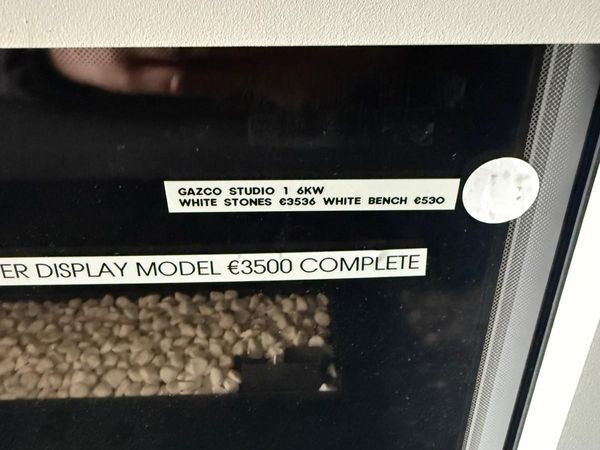 GAZCO STUDIO 1 6KW
WHITE STONES €3536 WHITE BENCH €530
DISPLAY MODEL €3500 COMPLETE